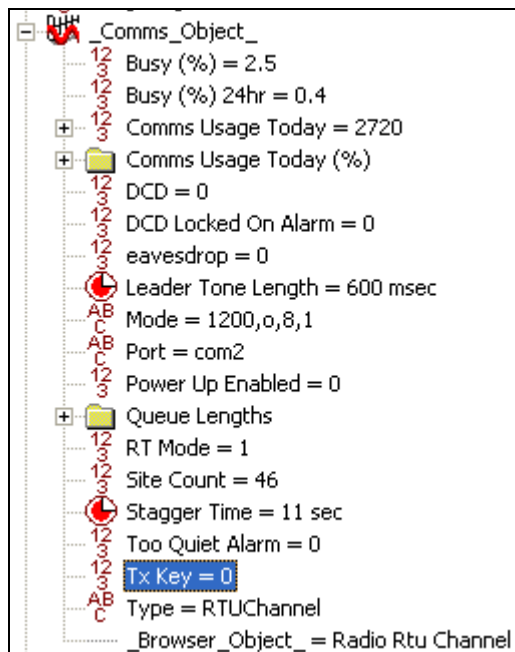 _Comms_Object_
Busy (%) = 2.5
Busy (%) 24hr = 0.4
Comms Usage Today = 2720
Comms Usage Today (%)
DCD = 0
DCD Locked On Alarm = 0
eavesdrop = 0
Leader Tone Length = 600 msec
Mode = 1200,o,8,1
Port = com2
Power Up Enabled = 0
Queue Lengths
RT Mode = 1
Site Count = 46
Stagger Time = 11 sec
Too Quiet Alarm = 0
Tx Key = 0
Type = RTUChannel
_Browser_Object_ = Radio Rtu Channel